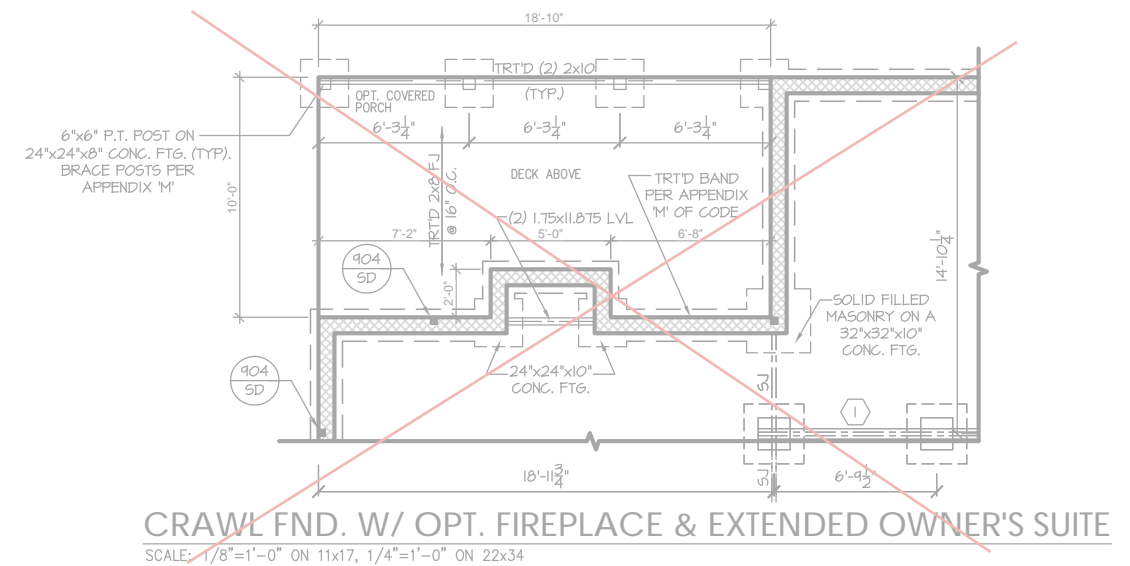 18'-10"
TRT'D (2) 2x10
(TYP.)
OPT. COVERED
PORCH
6'-3 1/4"
6'-3 1/4"
6'-3 1/4"
6"x6" P.T. POST ON
24"x24"x8" CONC. FTG. (TYP).
BRACE POSTS PER
APPENDIX 'M'
10'-0"
TRT'D 2x8 FJ
@ 16" O.C.
DECK ABOVE
TRT'D BAND
PER APPENDIX
'M' OF CODE
(2) 1.75x11.875 LVL
7'-2"
5'-0"
6'-8"
904
SD
2'-0"
14'-10 1/4"
SOLID FILLED
MASONRY ON A
32"x32"x10"
CONC. FTG.
904
SD
24"x24"x10"
CONC. FTG.
SJ
1
18'-11 3/4"
SJ
6'-9 1/2"
CRAWL FND. W/ OPT. FIREPLACE & EXTENDED OWNER'S SUITE
SCALE: 1/8"=1'-0" ON 11x17, 1/4"=1'-0" ON 22x34